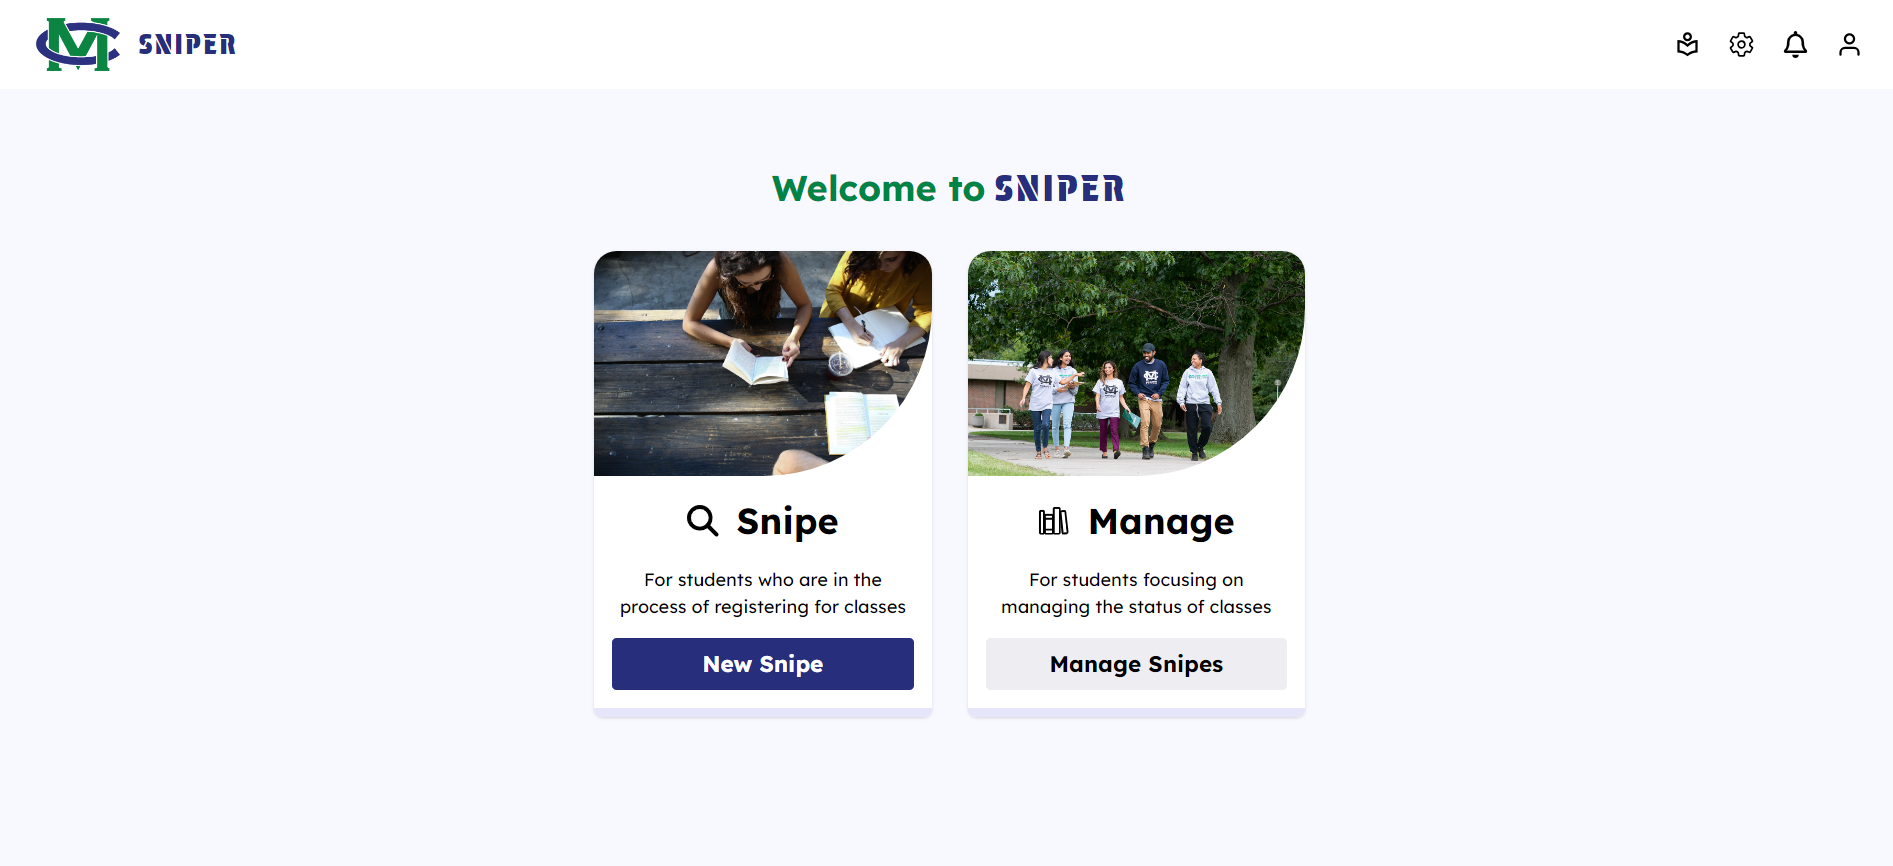 MC SNIPER
Welcome to SNIPER
Snipe
For students who are in the
process of registering for classes
New Snipe
Manage
For students focusing on
managing the status of classes
Manage Snipes